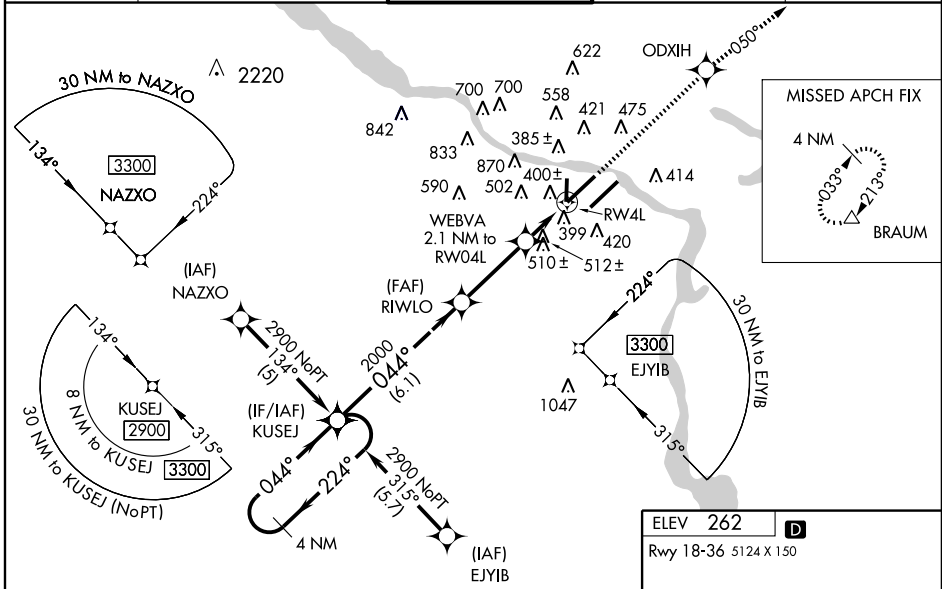 30 NM to NAZXO
2220
134°
3300
NAZXO
224°
(IAF)
NAZXO
2900 NoPT
134°
(5)
134°
KUSEJ
2900
315°
8 NM to KUSEJ
3300
30 NM to KUSEJ (NoPT)
(IF/IAF)
KUSEJ
044°
224°
4 NM
2900 NoPT
315°
(5.7)
(IAF)
EJYIB
2000
044°
(6.1)
(FAF)
RIWLO
WEBVA
2.1 NM to
RW04L
842
700
700
622
558
421
475
833
385 ±
870
400 ±
590
502
414
RW4L
399
420
510 ±
512 ±
ODXIH
050°
MISSED APCH FIX
4 NM
033°
213°
BRAUM
224°
3300
EJYIB
315°
30 NM to EJYIB
1047
ELEV 262
D
Rwy 18-36 5124 X 150